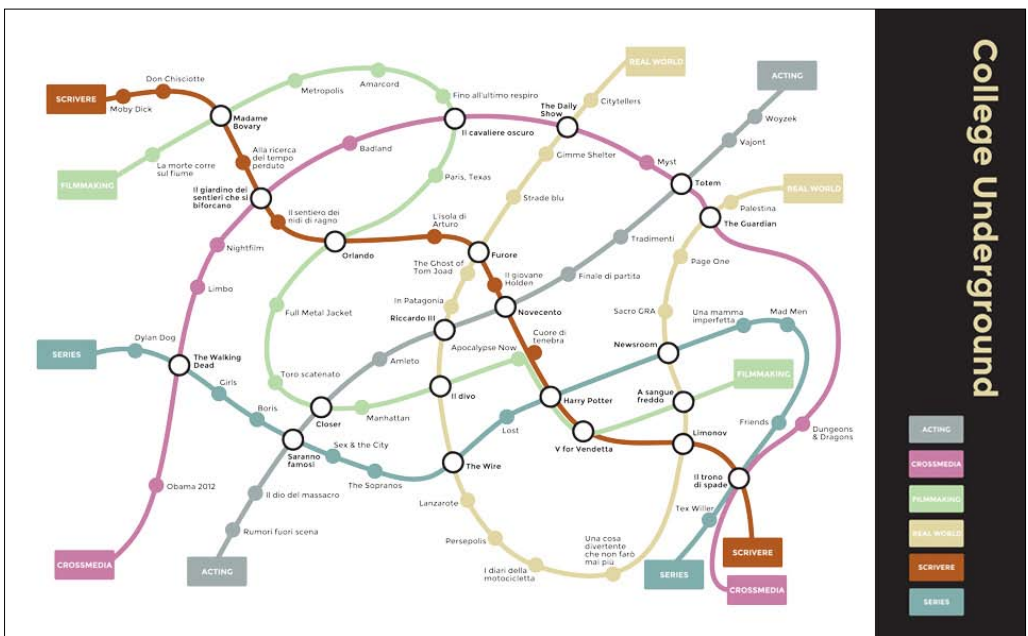 College Underground
REAL WORLD
ACTING
SCRIVERE
Don Chisciotte
Moby Dick
Metropolis
Amarcord
Fino all'ultimo respiro
Citytellers
The Daily
Show
Woyzek
Madame
Bovary
Il cavaliere oscuro
Vajont
Alla ricerca
del tempo
perduto
Badland
Gimme Shelter
Myst
La morte corre
sul fiume
FILMMAKING
Il giardino dei
sentieri che si
biforcano
Paris, Texas
Totem
REAL WORLD
Strade blu
Palestina
The Guardian
Il sentiero dei
nidi di ragno
L'isola di
Arturo
Tradimenti
Nightfilm
Orlando
Furore
The Ghost of
Tom Joad
Page One
Il giovane
Holden
Finale di partita
Limbo
In Patagonia
Novecento
Full Metal Jacket
Riccardo III
Sacro GRA
Una mamma
imperfetta
Mad Men
Dylan Dog
SERIES
Cuore di
tenebra
Apocalypse Now
Newsroom
The Walking
Dead
Amleto
FILMMAKING
Toro scatenato
Girls
Il divo
Harry Potter
A sangue
freddo
Boris
Closer
Manhattan
Lost
Friends
Dungeons
& Dragons
Limonov
V for Vendetta
Saranno
famosi
Sex & the City
The Sopranos
The Wire
Il trono
di spade
Obama 2012
Il dio del massacro
Lanzarote
Tex Willer
Rumori fuori scena
Persepolis
Una cosa
divertente
che non farò
mai più
SCRIVERE
CROSSMEDIA
ACTING
I diari della
motocicletta
SERIES
CROSSMEDIA
ACTING
CROSSMEDIA
FILMMAKING
REAL WORLD
SCRIVERE
SERIES